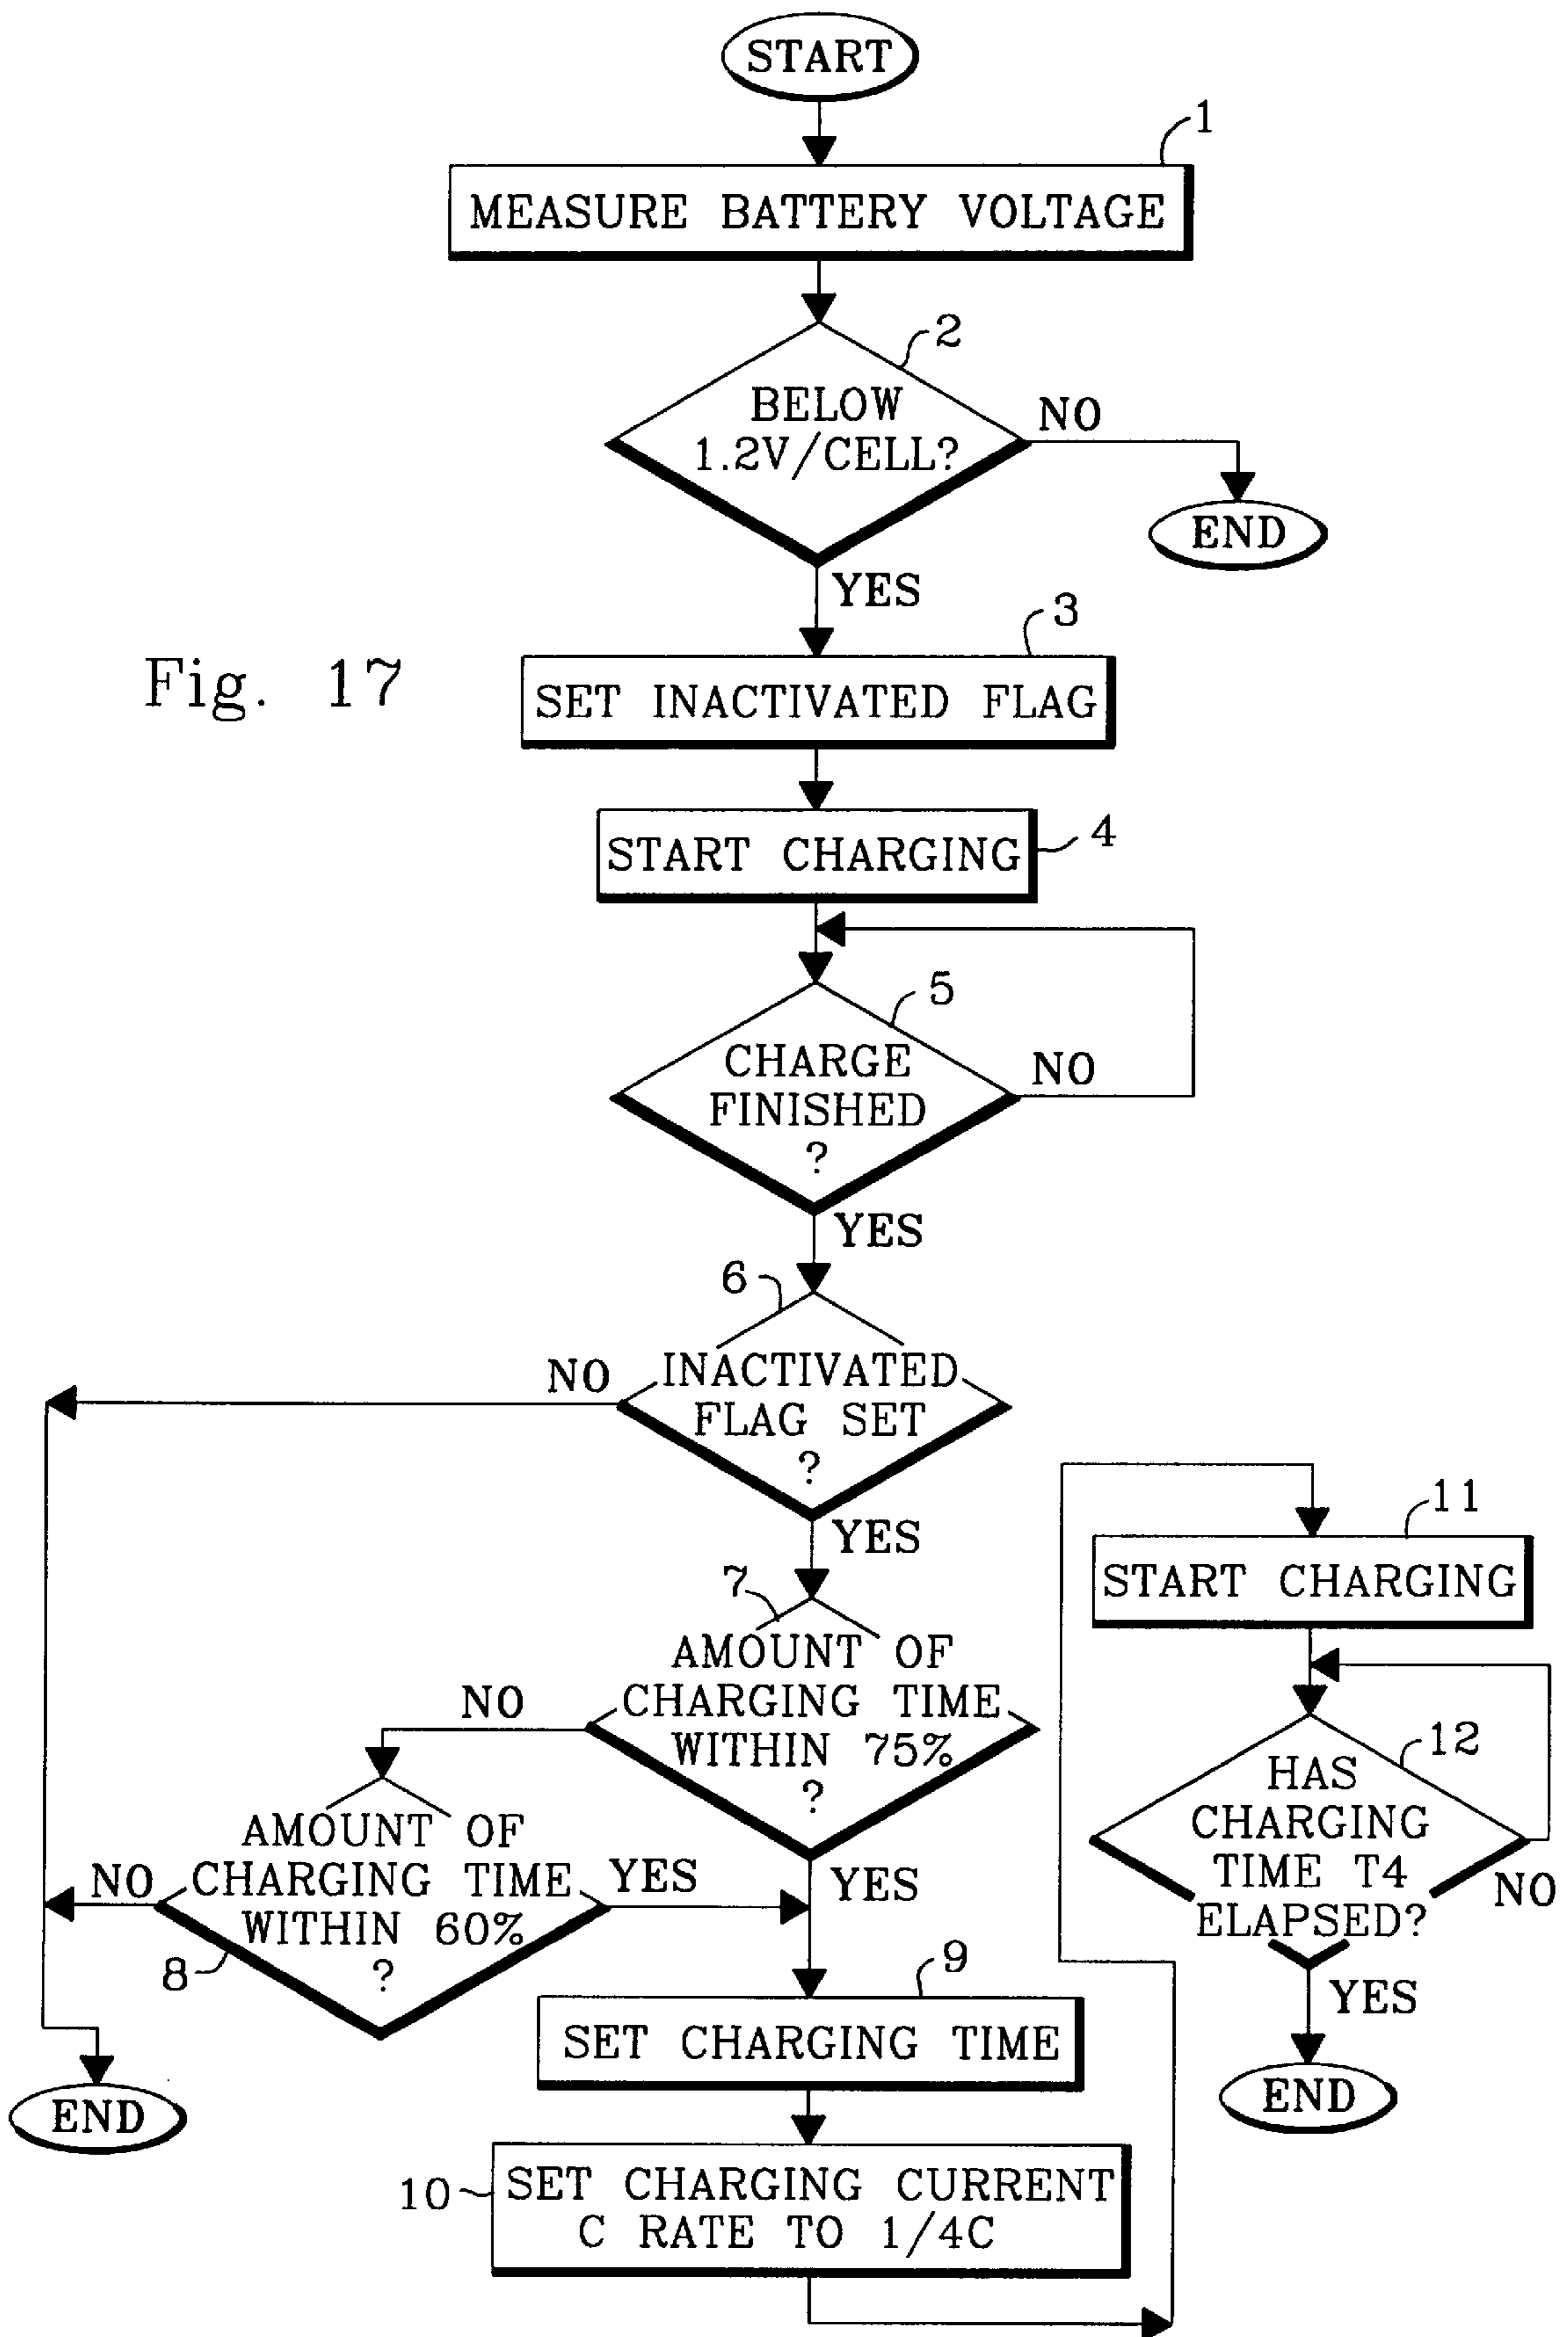 START
1
MEASURE BATTERY VOLTAGE
2
BELOW
1.2V/CELL?
NO
END
YES
3
Fig. 17
SET INACTIVATED FLAG
START CHARGING
4
5
CHARGE
FINISHED
?
NO
YES
6
NO
INACTIVATED
FLAG SET
?
YES
7
AMOUNT OF
CHARGING TIME
WITHIN 75%
?
NO
YES
AMOUNT OF
CHARGING TIME
WITHIN 60%
?
NO
YES
8
9
SET CHARGING TIME
END
10
SET CHARGING CURRENT
C RATE TO 1/4C
11
START CHARGING
12
HAS
CHARGING
TIME T4
ELAPSED?
NO
YES
END